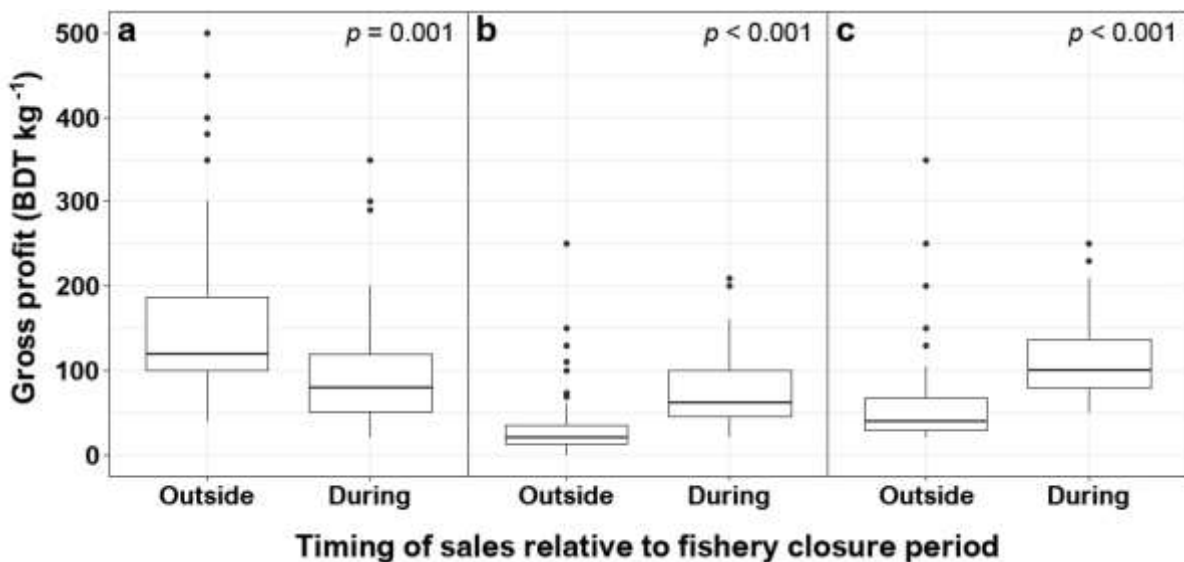 a
p = 0.001
b
p < 0.001
c
p < 0.001
Gross profit (BDT kg⁻¹)
500
400
300
200
100
0
Outside
During
Outside
During
Outside
During
Timing of sales relative to fishery closure period